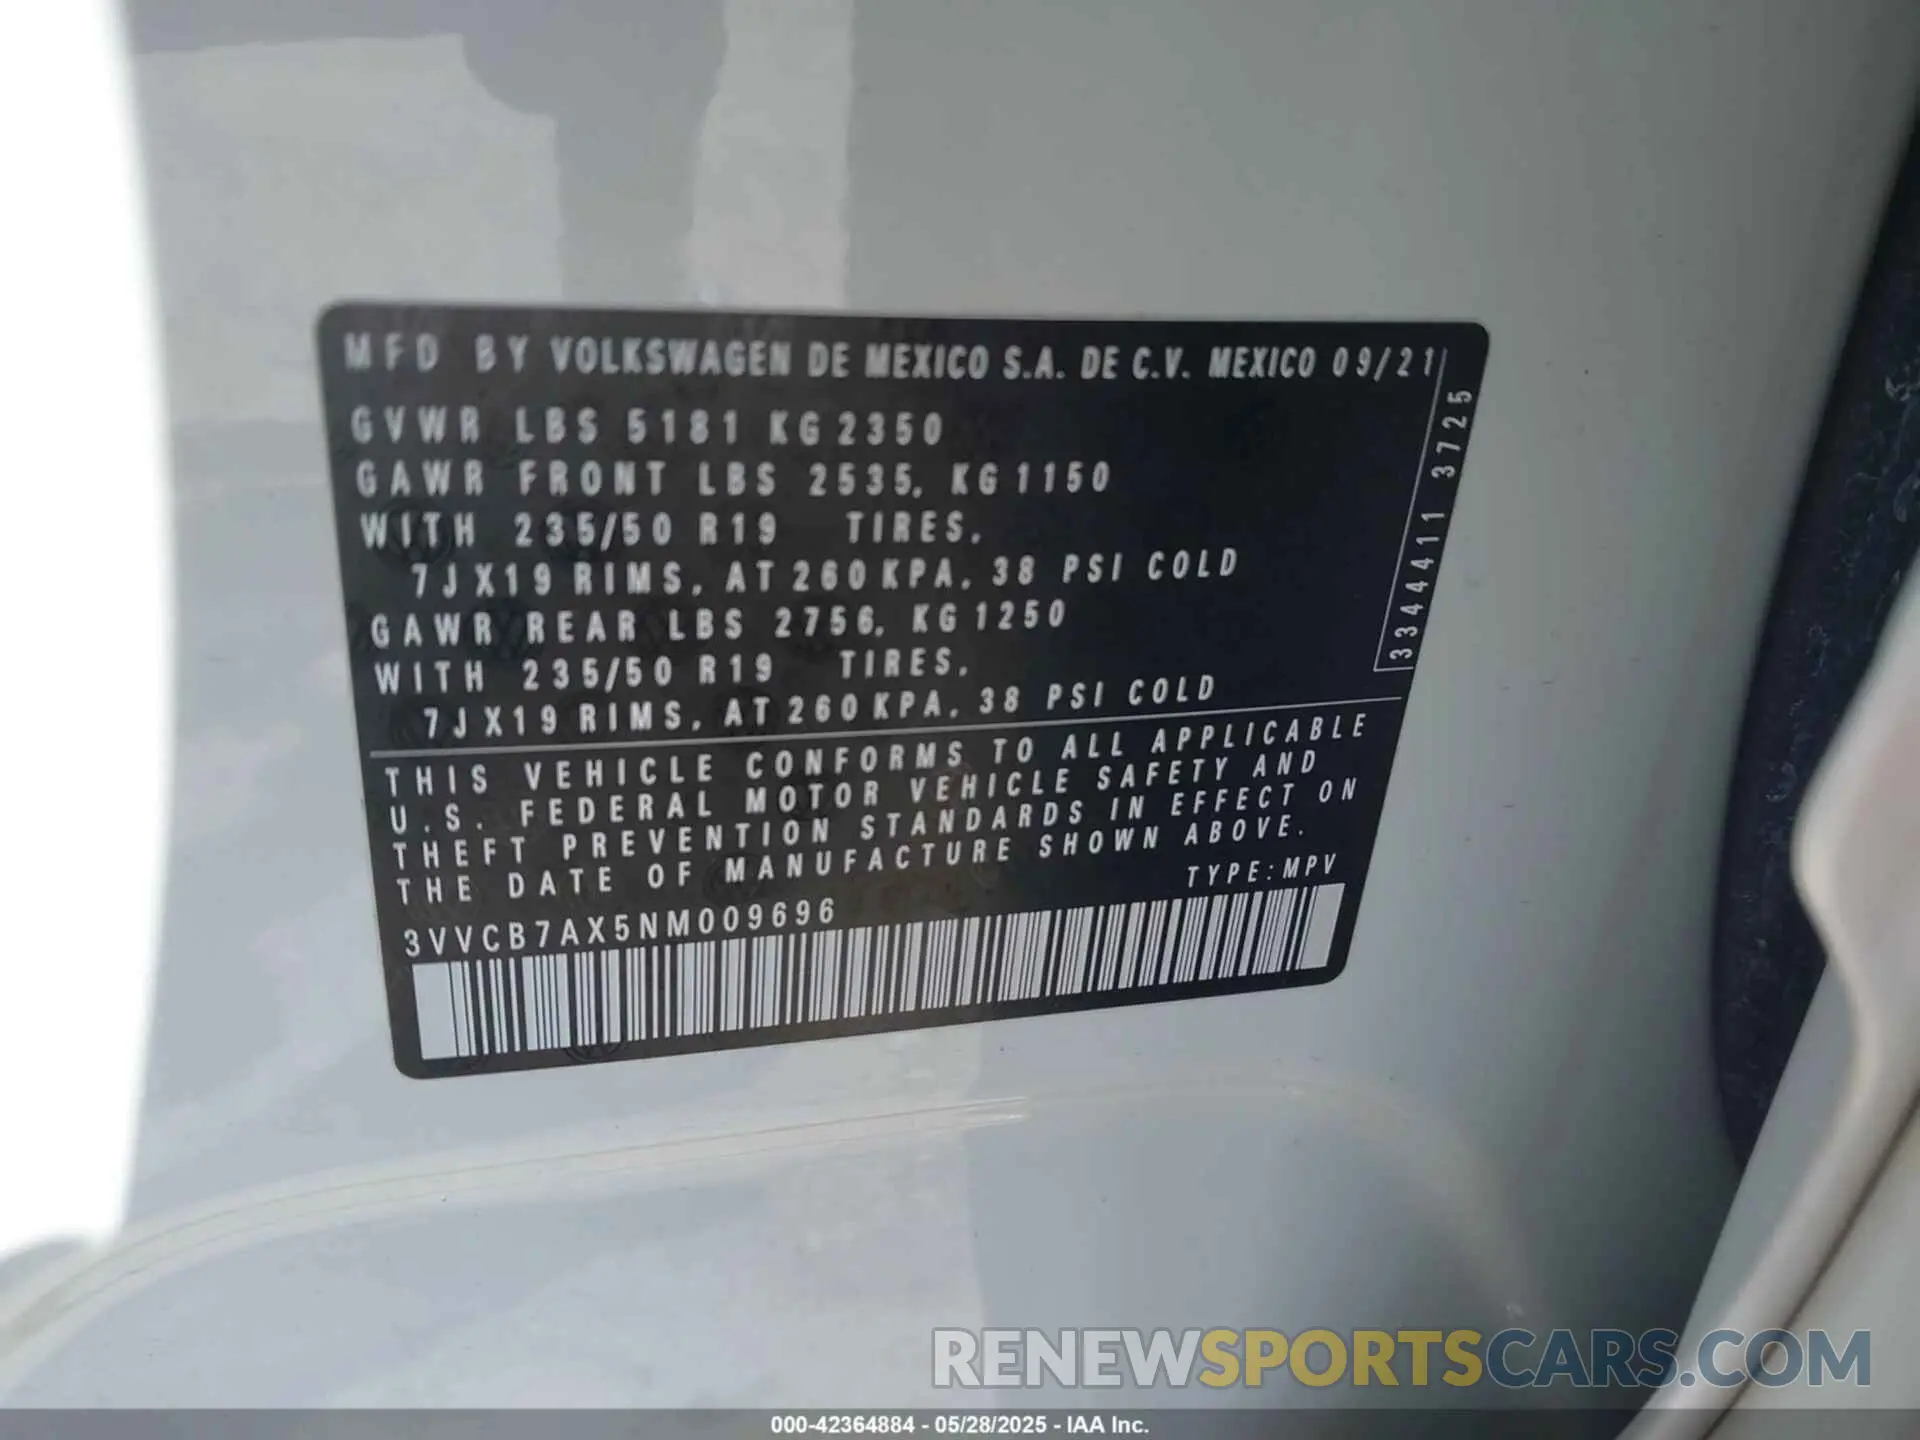 MFD BY VOLKSWAGEN DE MEXICO S.A. DE C.V. MEXICO 09/21
GVWR LBS 5181 KG 2350
GAWR FRONT LBS 2535, KG 1150
WITH 235/50 R19 TIRES,
7JX19 RIMS, AT 260 KPA, 38 PSI COLD
GAWR REAR LBS 2756, KG 1250
WITH 235/50 R19 TIRES,
7JX19 RIMS, AT 260 KPA, 38 PSI COLD
3344411 3725
THIS VEHICLE CONFORMS TO ALL APPLICABLE
U.S. FEDERAL MOTOR VEHICLE SAFETY AND
THEFT PREVENTION STANDARDS IN EFFECT ON
THE DATE OF MANUFACTURE SHOWN ABOVE.
TYPE:MPV
3VVCB7AX5NM009696
RENEWSPORTSCARS.COM
000-42364884 - 05/28/2025 - IAA Inc.